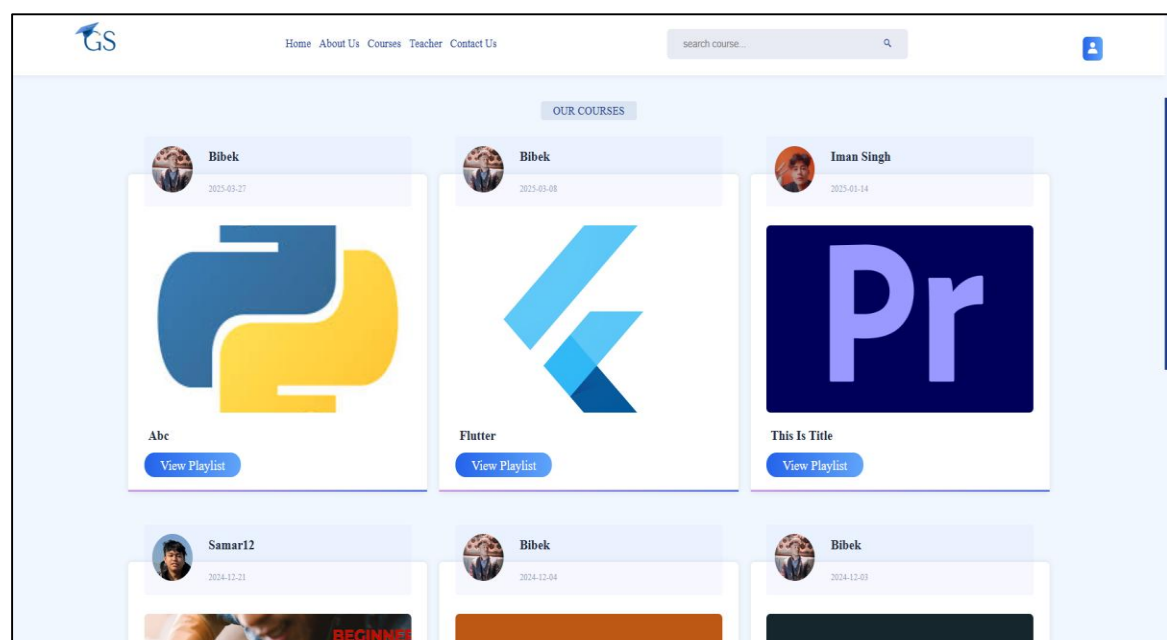 GS
Home About Us Courses Teacher Contact Us
search course...
OUR COURSES
Bibek
2025-03-27
Bibek
2025-03-08
Iman Singh
2025-01-14
Pr
Abc
Flutter
This Is Title
View Playlist
View Playlist
View Playlist
Samar12
2024-12-21
Bibek
2024-12-04
Bibek
2024-12-03